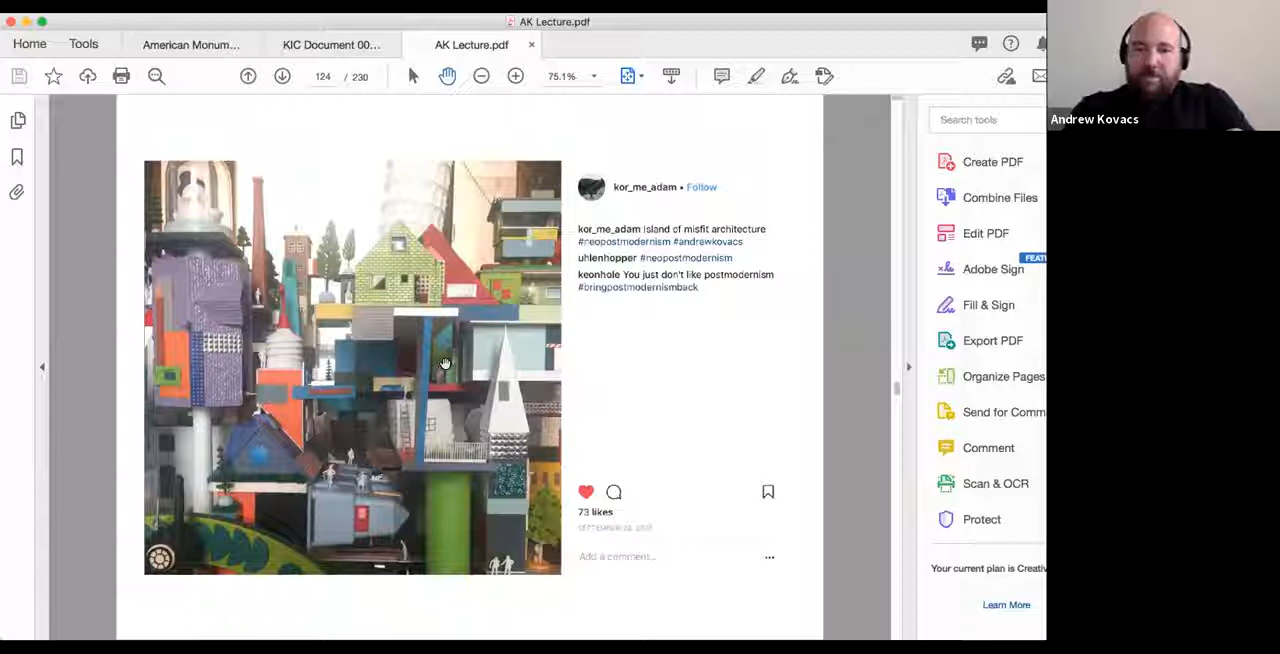 AK Lecture.pdf
Home
Tools
American Monum...
KIC Document 00...
AK Lecture.pdf
×
124 / 230
75.1%
Andrew Kovacs
Search tools
Create PDF
Combine Files
Edit PDF
FEAT
Adobe Sign
Fill & Sign
Export PDF
Organize Pages
Send for Comm
Comment
Scan & OCR
Protect
Your current plan is Creativ
Learn More
kor_me_adam • Follow
kor_me_adam Island of misfit architecture
#neopostmodernism #andrewkovacs
uhlenhopper #neopostmodernism
keonhole You just don't like postmodernism
#bringpostmodernismback
73 likes
Add a comment...